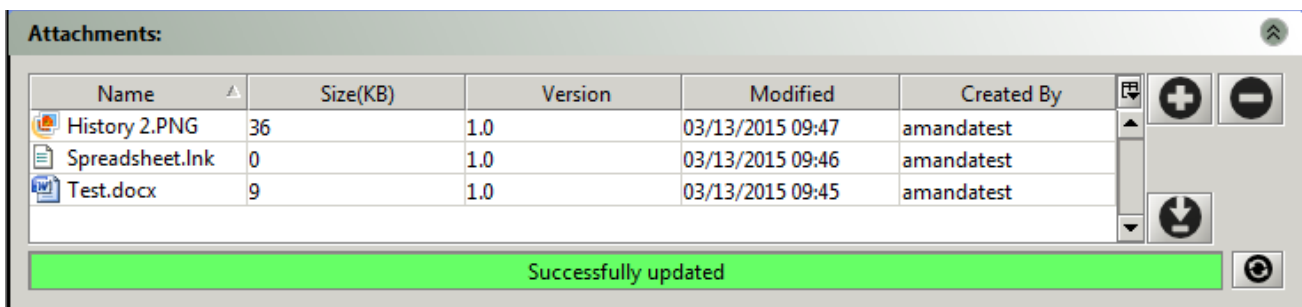 Attachments:
Name Size(KB) Version Modified Created By
History 2.PNG 36 1.0 03/13/2015 09:47 amandatest
Spreadsheet.lnk 0 1.0 03/13/2015 09:46 amandatest
Test.docx 9 1.0 03/13/2015 09:45 amandatest
Successfully updated